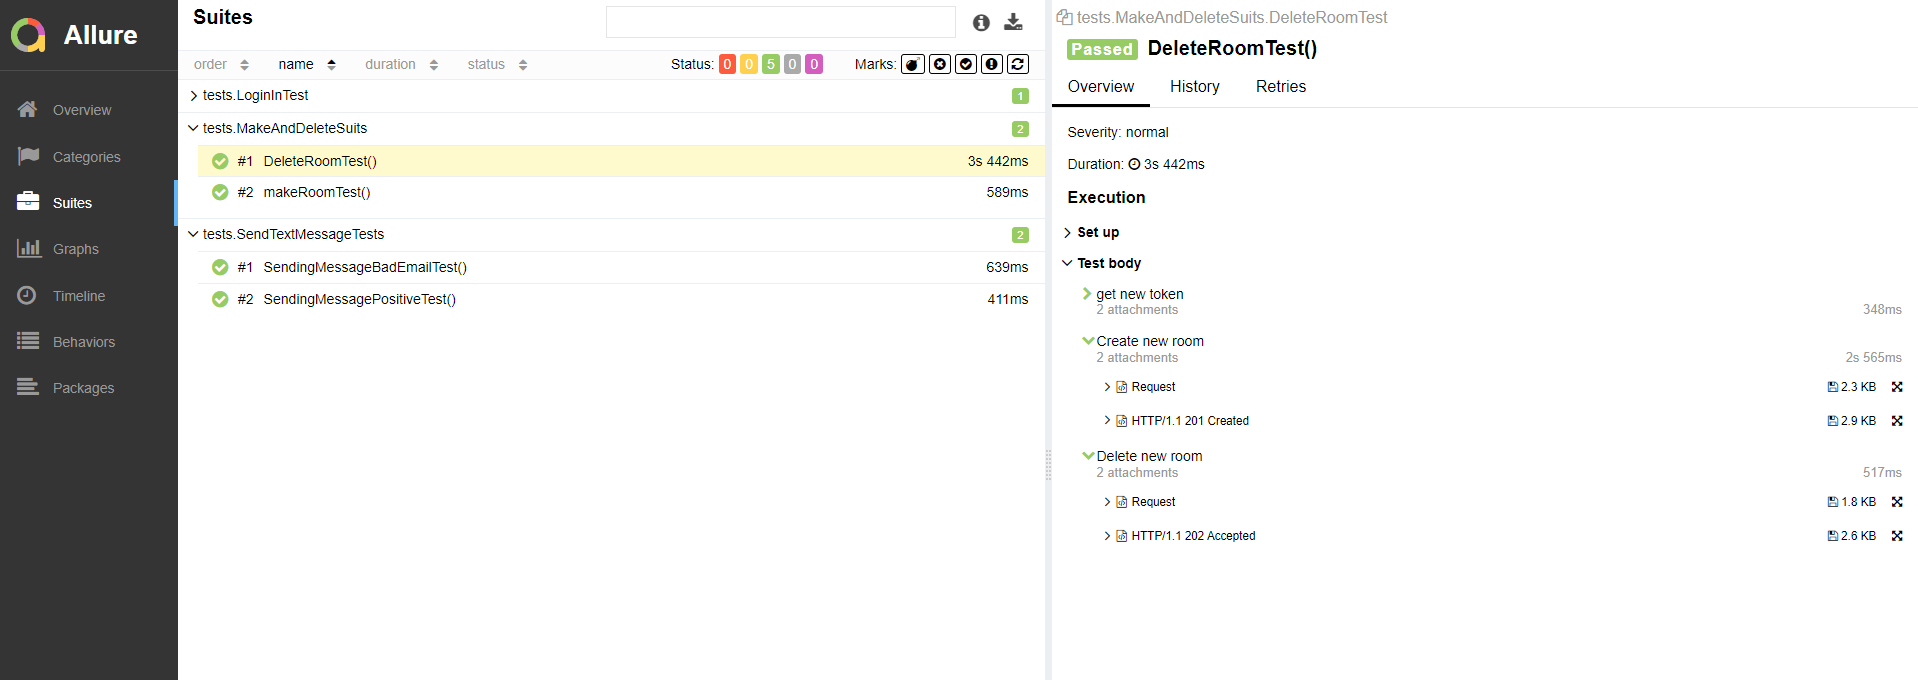 Allure
Overview
Categories
Suites
Graphs
Timeline
Behaviors
Packages
Suites
order name duration status Status: 0 0 5 0 0 Marks:
tests.LoginInTest 1
tests.MakeAndDeleteSuits 2
#1 DeleteRoomTest() 3s 442ms
#2 makeRoomTest() 589ms
tests.SendTextMessageTests 2
#1 SendingMessageBadEmailTest() 639ms
#2 SendingMessagePositiveTest() 411ms
tests.MakeAndDeleteSuits.DeleteRoomTest
Passed DeleteRoomTest()
Overview History Retries
Severity: normal
Duration: 3s 442ms
Execution
Set up
Test body
get new token
2 attachments 348ms
Create new room
2 attachments 2s 565ms
Request 2.3 KB
HTTP/1.1 201 Created 2.9 KB
Delete new room
2 attachments 517ms
Request 1.8 KB
HTTP/1.1 202 Accepted 2.6 KB